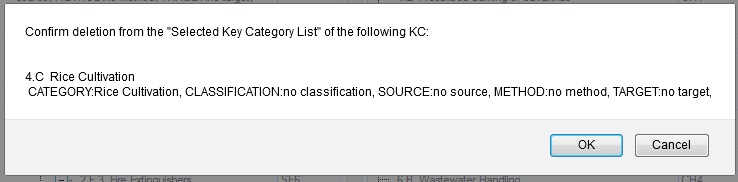 Confirm deletion from the "Selected Key Category List" of the following KC:
4.C Rice Cultivation
CATEGORY:Rice Cultivation, CLASSIFICATION:no classification, SOURCE:no source, METHOD:no method, TARGET:no target,
OK Cancel
2.F.3 Fire Extinguishers SF6 6.B Wastewater Handling CH4